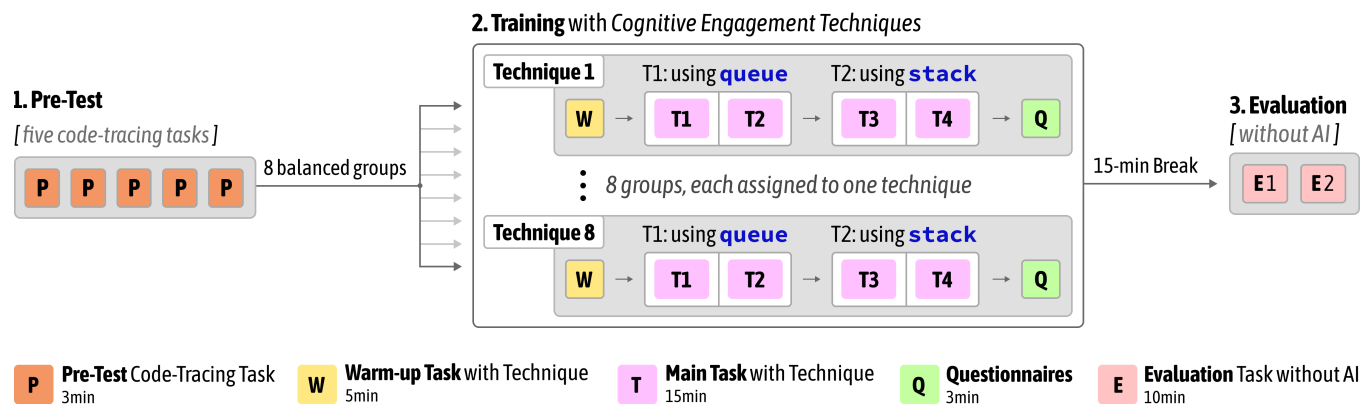 1. Pre-Test
[ five code-tracing tasks ]
P P P P P
8 balanced groups
2. Training with Cognitive Engagement Techniques
Technique 1
T1: using queue T2: using stack
W T1 T2 T3 T4 Q
8 groups, each assigned to one technique
Technique 8
T1: using queue T2: using stack
W T1 T2 T3 T4 Q
15-min Break
3. Evaluation
[ without AI ]
E1 E2
P Pre-Test Code-Tracing Task
3min
W Warm-up Task with Technique
5min
T Main Task with Technique
15min
Q Questionnaires
3min
E Evaluation Task without AI
10min